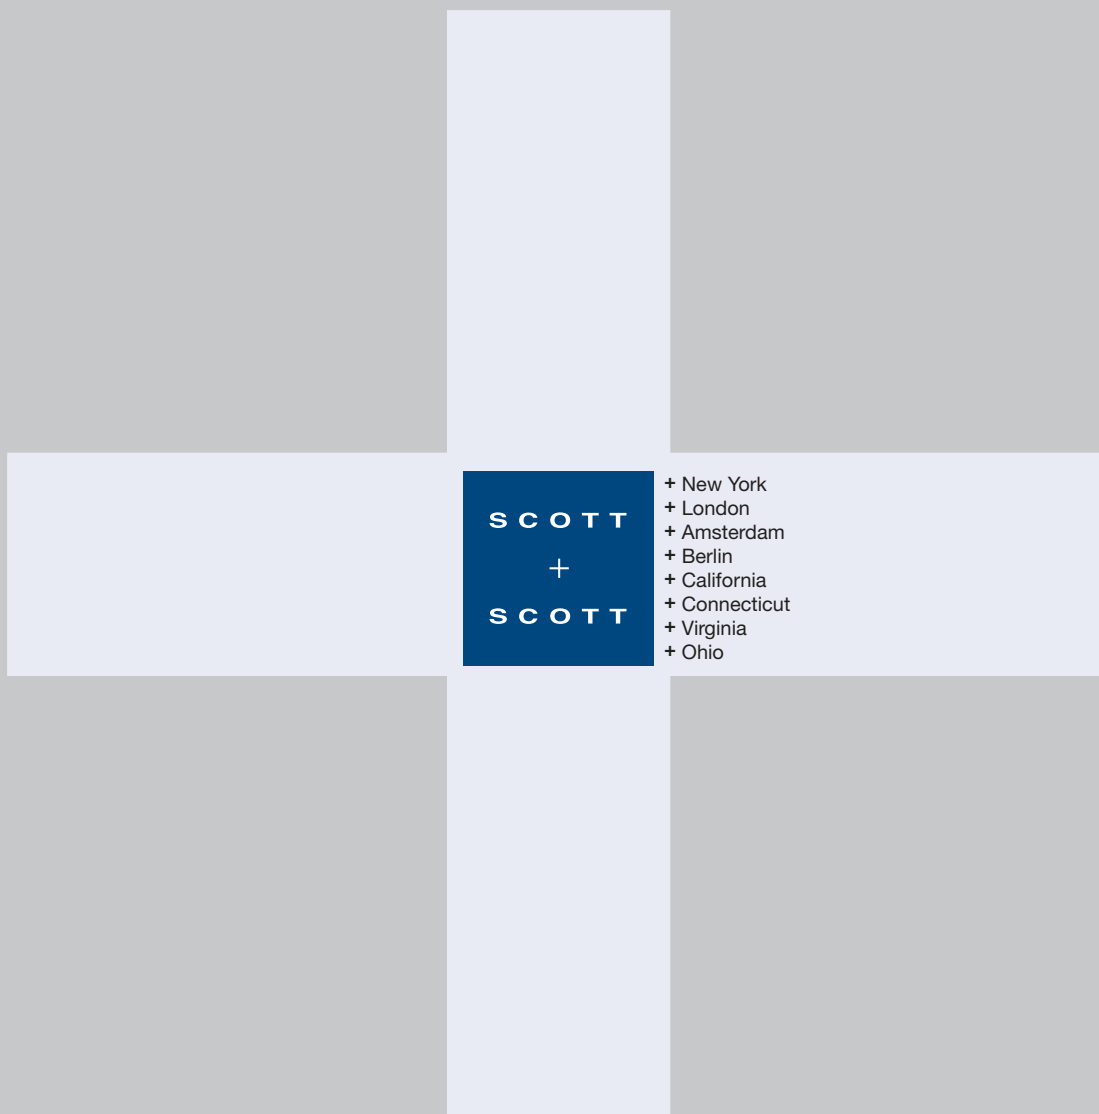 SCOTT
+
SCOTT
+ New York
+ London
+ Amsterdam
+ Berlin
+ California
+ Connecticut
+ Virginia
+ Ohio